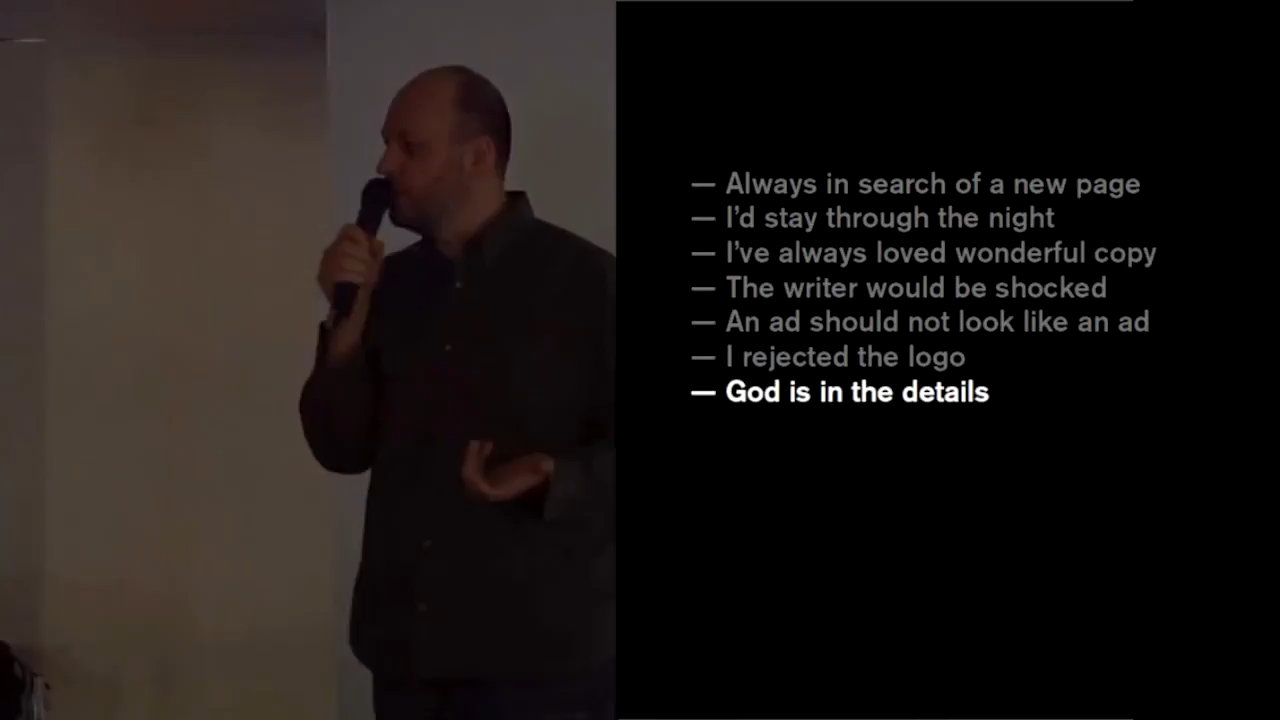 — Always in search of a new page
— I’d stay through the night
— I’ve always loved wonderful copy
— The writer would be shocked
— An ad should not look like an ad
— I rejected the logo
— God is in the details